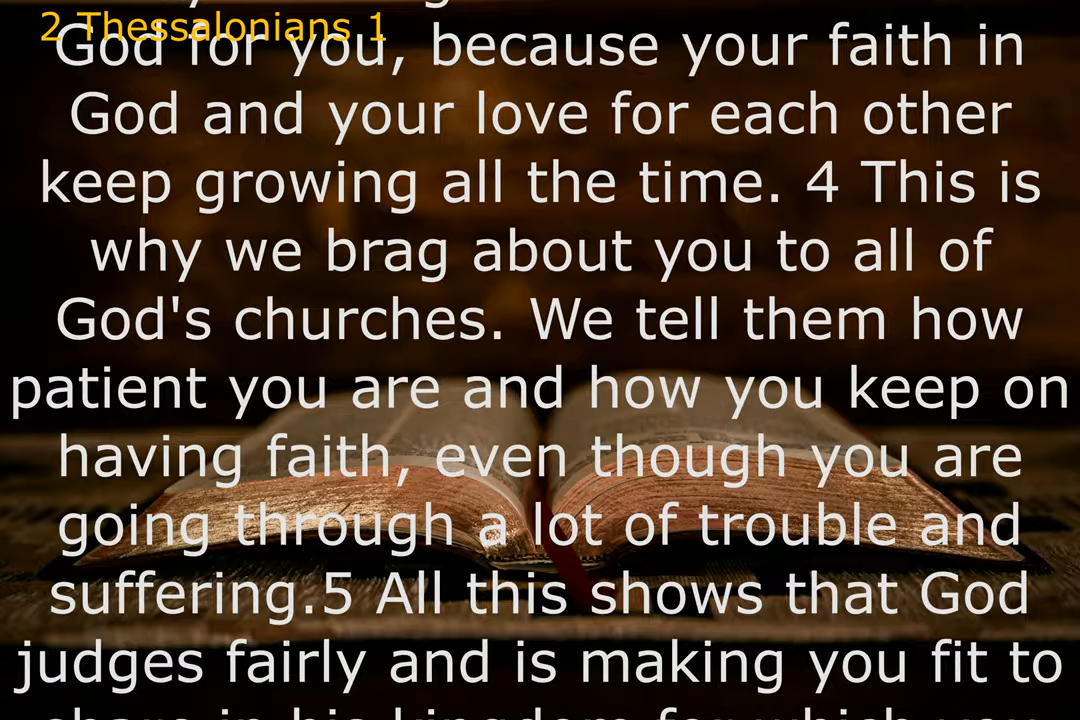 2 Thessalonians 1
God for you, because your faith in
God and your love for each other
keep growing all the time. 4 This is
why we brag about you to all of
God's churches. We tell them how
patient you are and how you keep on
having faith, even though you are
going through a lot of trouble and
suffering.5 All this shows that God
judges fairly and is making you fit to